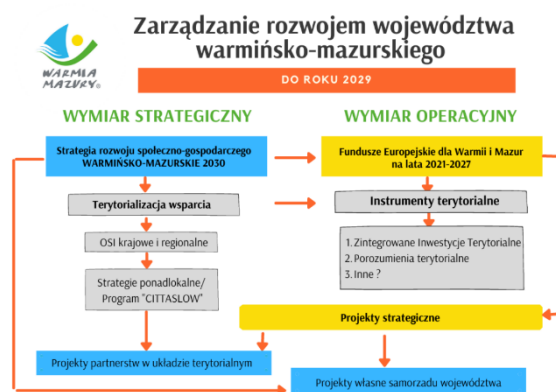 Zarządzanie rozwojem województwa
warmińsko-mazurskiego
WARMIA
MAZURY
DO ROKU 2029
WYMIAR STRATEGICZNY
WYMIAR OPERACYJNY
Strategia rozwoju społeczno-gospodarczego
WARMIŃSKO-MAZURSKIE 2030
Fundusze Europejskie dla Warmii i Mazur
na lata 2021-2027
Terytorializacja wsparcia
Instrumenty terytorialne
OSI krajowe i regionalne
1. Zintegrowane Inwestycje Terytorialne
2. Porozumienia terytorialne
3. Inne ?
Strategie ponadlokalne/
Program "CITTASLOW"
Projekty strategiczne
Projekty partnerstw w układzie terytorialnym
Projekty własne samorządu województwa